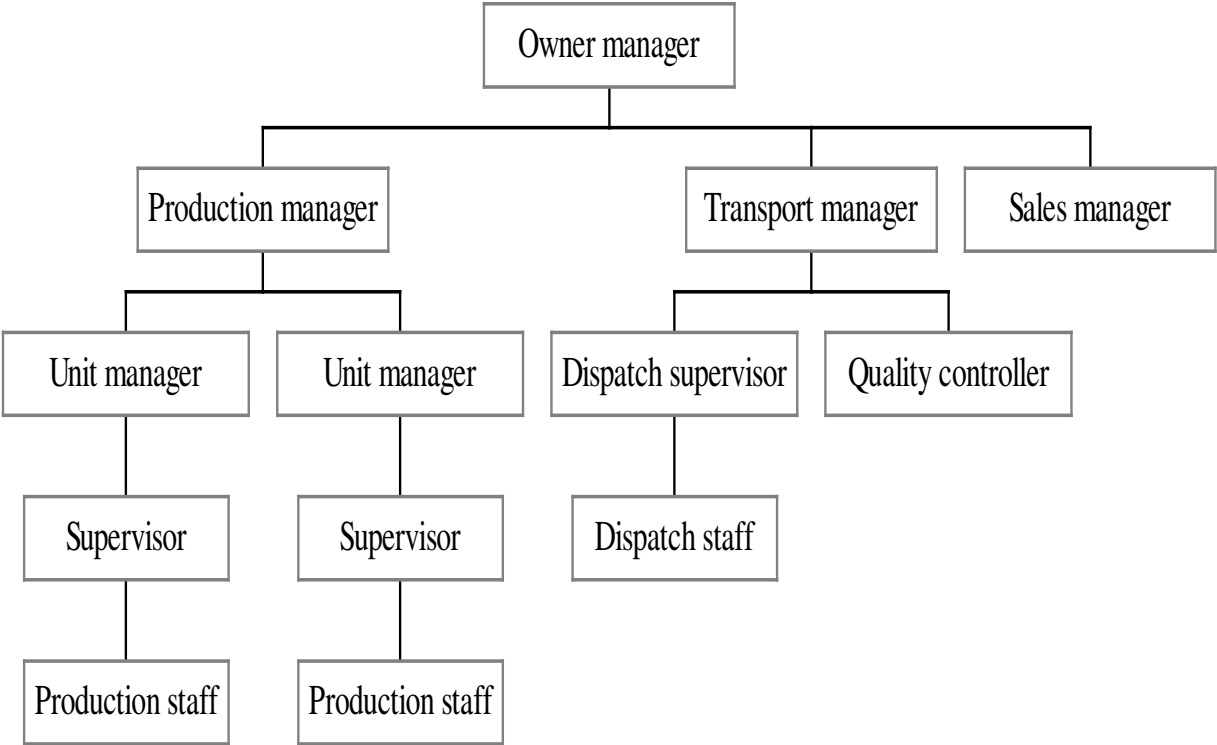 Owner manager
Production manager
Transport manager
Sales manager
Unit manager
Unit manager
Dispatch supervisor
Quality controller
Supervisor
Supervisor
Dispatch staff
Production staff
Production staff